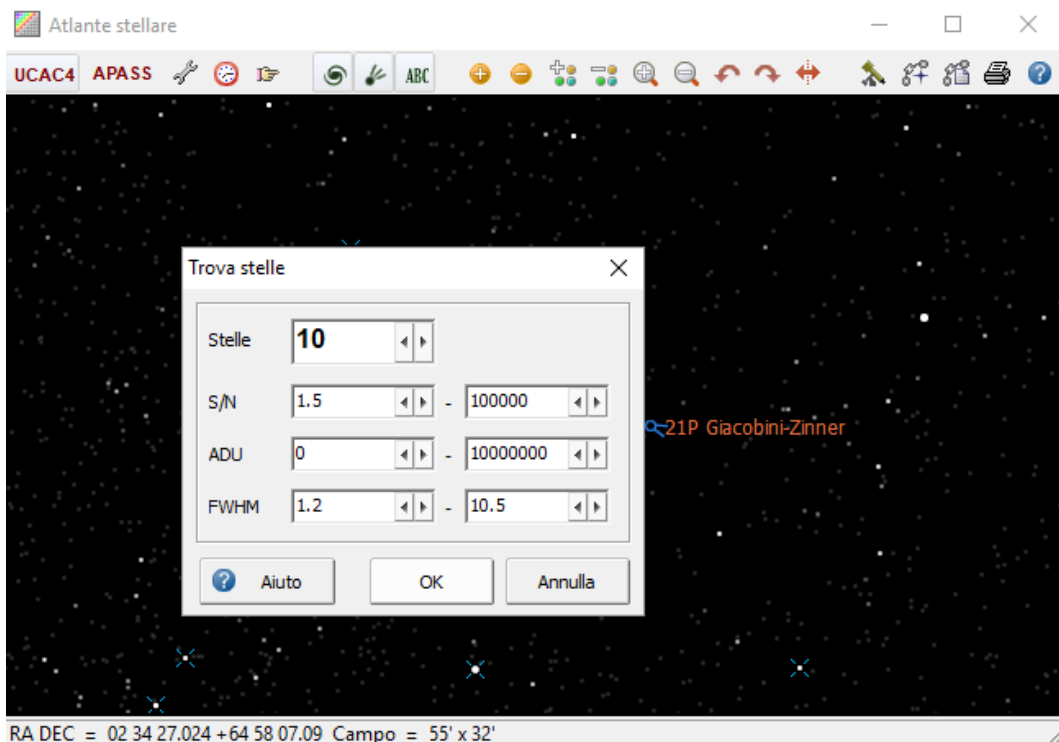 Atlante stellare
UCAC4 APASS ABC
Trova stelle
Stelle 10
S/N 1.5 - 100000
21P Giacobini-Zinner
ADU 0 - 10000000
FWHM 1.2 - 10.5
Aiuto OK Annulla
RA DEC = 02 34 27.024 +64 58 07.09 Campo = 55' x 32'